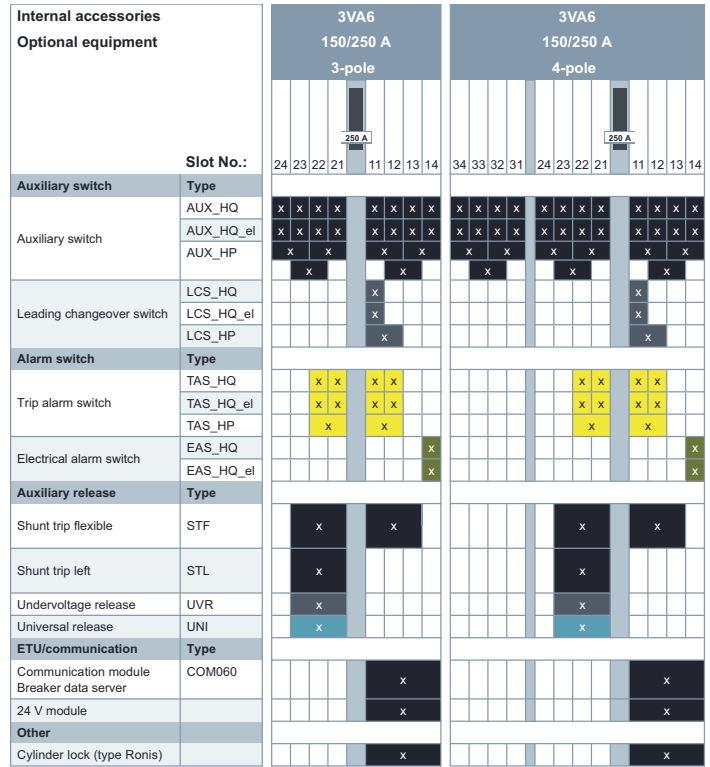 Internal accessories 3VA6 3VA6
Optional equipment 150/250 A 150/250 A
3-pole 4-pole
250 A 250 A
Slot No.: 24 23 22 21 11 12 13 14 34 33 32 31 24 23 22 21 11 12 13 14
Auxiliary switch Type
Auxiliary switch
AUX_HQ x x x x x x x x x x x x x x x x x x x x
AUX_HQ_el x x x x x x x x x x x x x x x x x x x x
AUX_HP x x x x x x x x x x
x x x x x
Leading changeover switch
LCS_HQ x x
LCS_HQ_el x x
LCS_HP x x
Alarm switch Type
Trip alarm switch
TAS_HQ x x x x x x x x
TAS_HQ_el x x x x x x x x
TAS_HP x x x x
Electrical alarm switch
EAS_HQ x x
EAS_HQ_el x x
Auxiliary release Type
Shunt trip flexible STF x x x x
Shunt trip left STL x x
Undervoltage release UVR x x
Universal release UNI x x
ETU/communication Type
Communication module COM060 x x
Breaker data server
24 V module x x
Other
Cylinder lock (type Ronis) x x